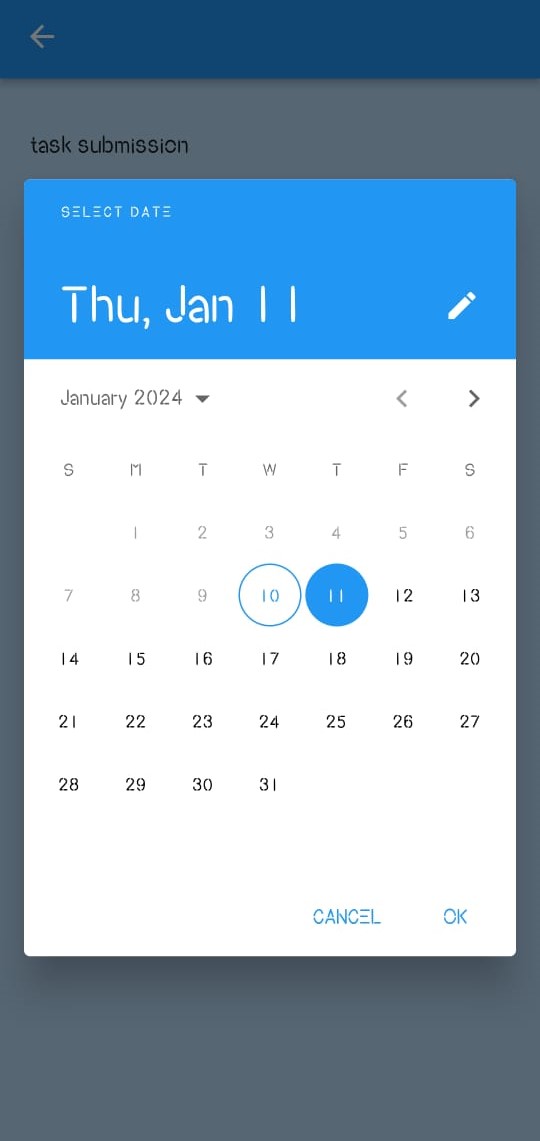 task submission
SELECT DATE
Thu, Jan 11
January 2024
S M T W T F S
1 2 3 4 5 6
7 8 9 10 11 12 13
14 15 16 17 18 19 20
21 22 23 24 25 26 27
28 29 30 31
CANCEL OK